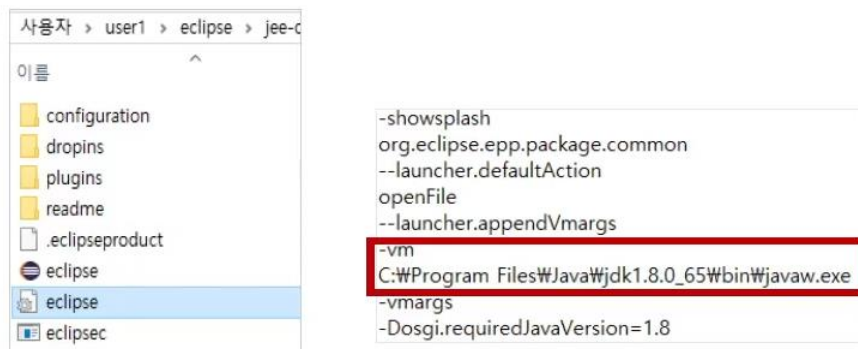 사용자 > user1 > eclipse > jee-c
이름
configuration
dropins
plugins
readme
.eclipseproduct
eclipse
eclipse
eclipsec
-showsplash
org.eclipse.epp.package.common
--launcher.defaultAction
openFile
--launcher.appendVmargs
-vm
C:₩Program Files₩Java₩jdk1.8.0_65₩bin₩javaw.exe
-vmargs
-Dosgi.requiredJavaVersion=1.8